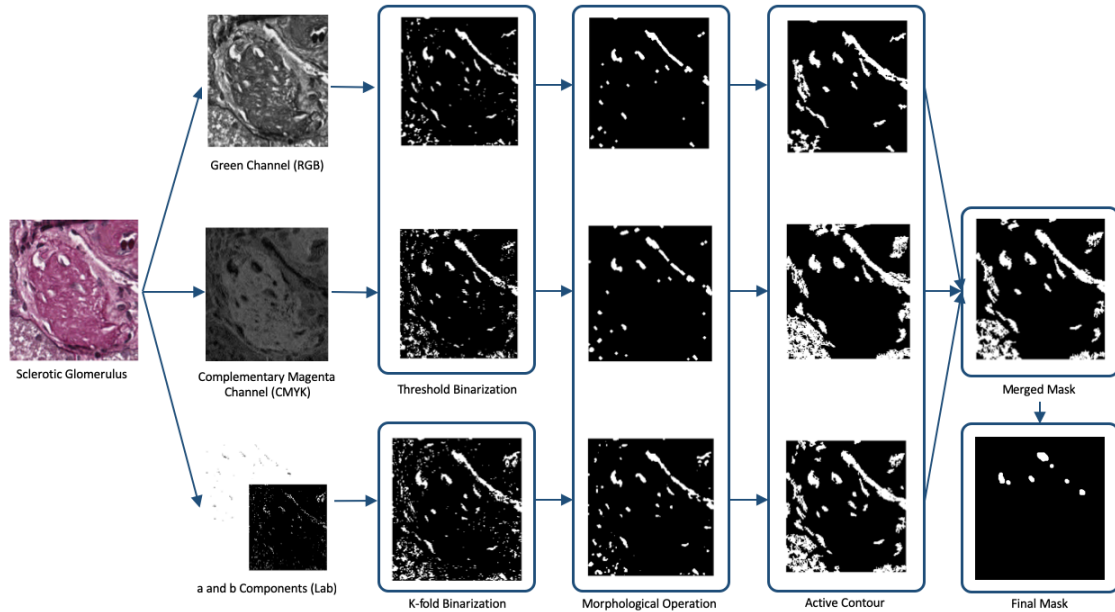 Green Channel (RGB)
Sclerotic Glomerulus
Complementary Magenta
Channel (CMYK)
Threshold Binarization
Merged Mask
a and b Components (Lab)
K-fold Binarization
Morphological Operation
Active Contour
Final Mask